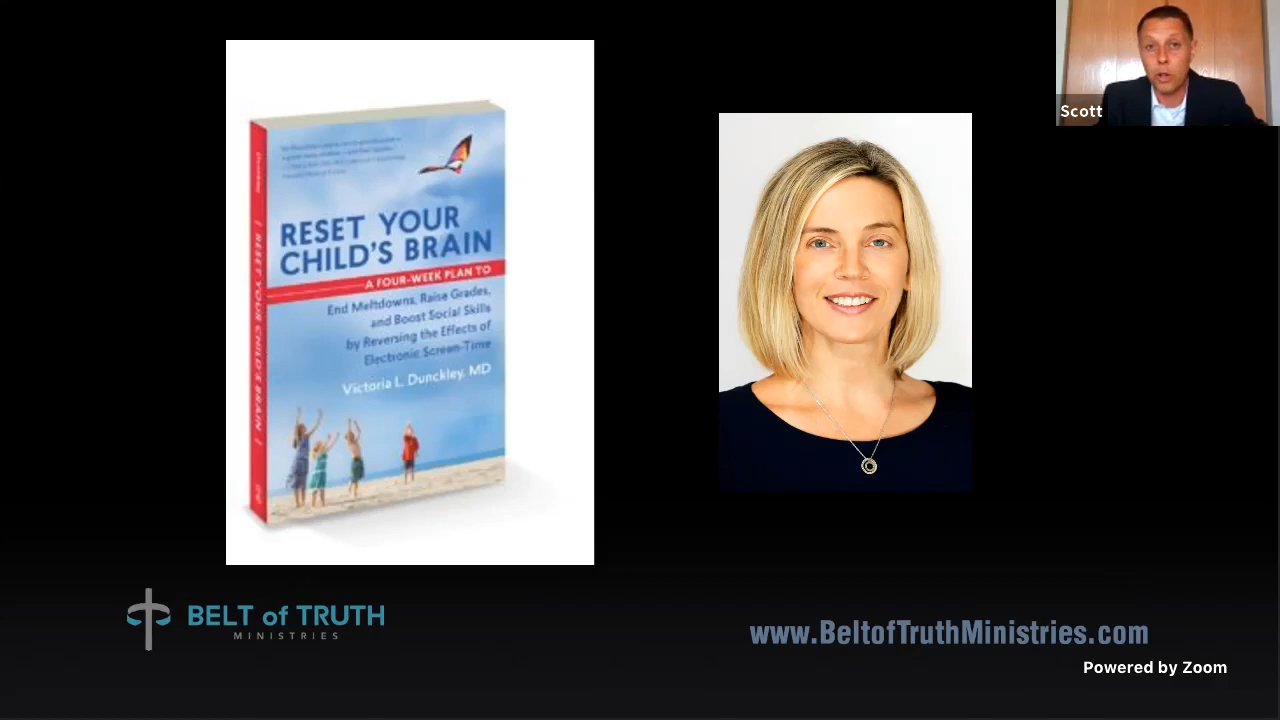 Scott
RESET YOUR
CHILD'S BRAIN
A FOUR-WEEK PLAN TO
End Meltdowns, Raise Grades,
and Boost Social Skills
by Reversing the Effects of
Electronic Screen-Time
Victoria L. Dunckley, MD
Dunckley
RESET YOUR CHILD'S BRAIN
BELT of TRUTH
MINISTRIES
www.BeltofTruthMinistries.com
Powered by Zoom